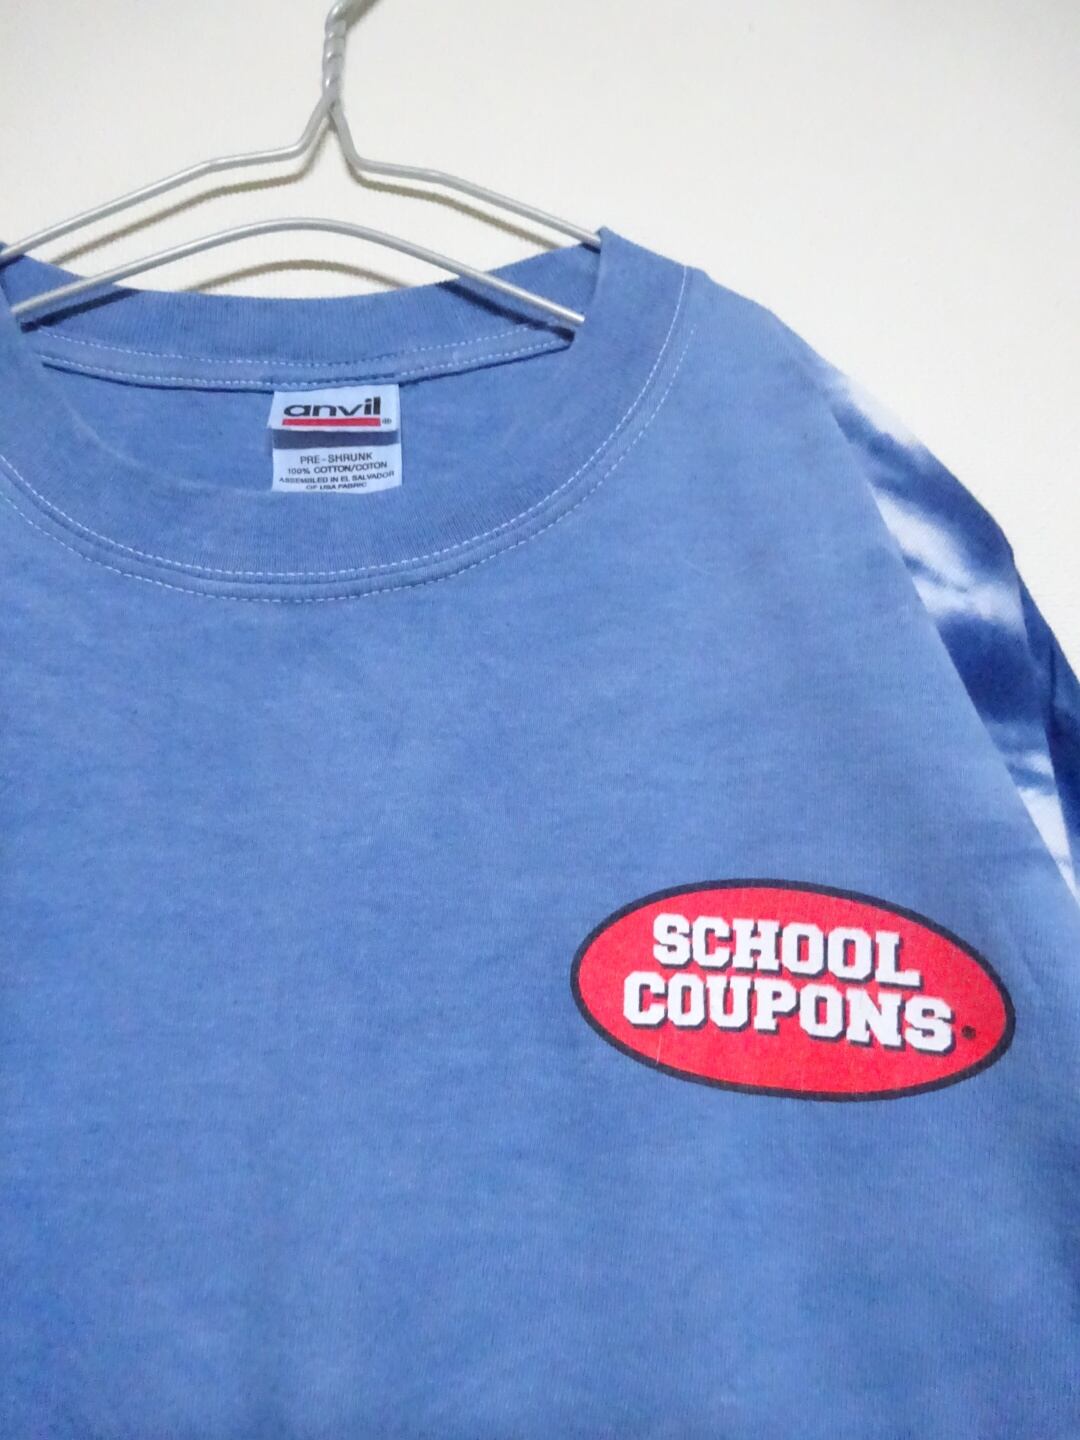 anvil®
PRE-SHRUNK
100% COTTON/COTON
ASSEMBLED IN EL SALVADOR
OF USA FABRIC
SCHOOL
COUPONS